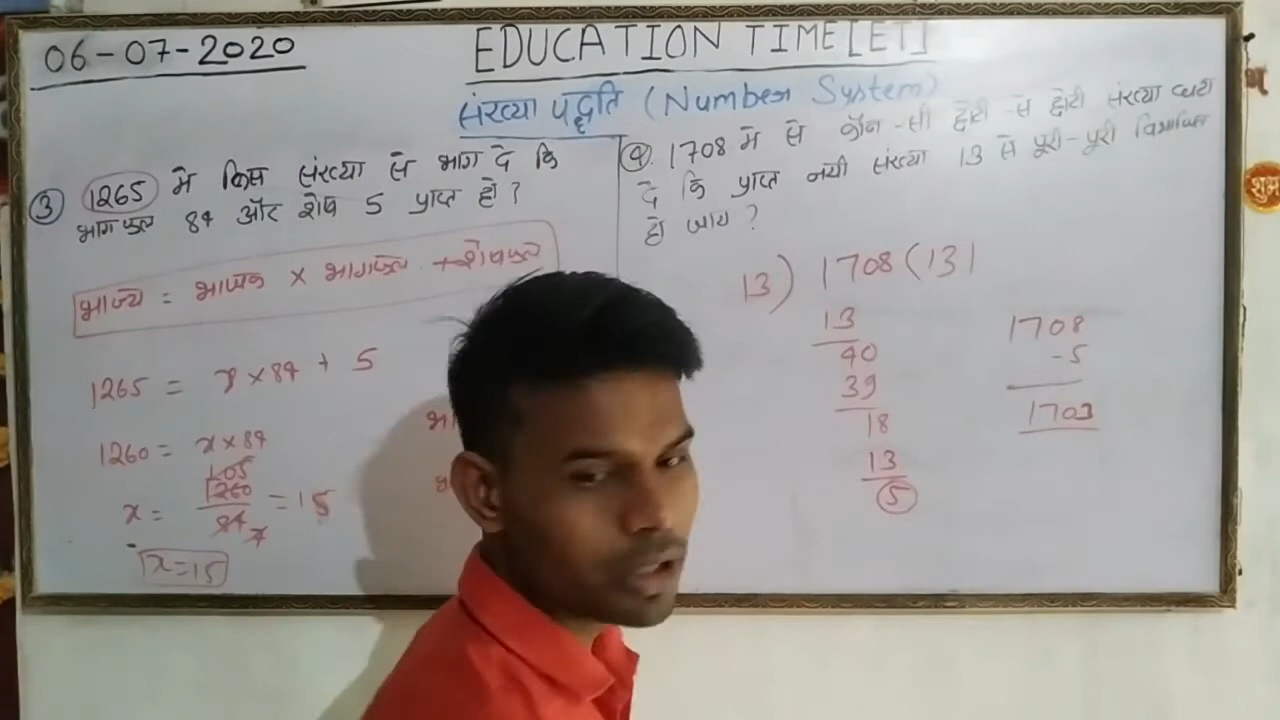 06-07-2020
EDUCATION TIME [ET]
संख्या पद्धति (Number System)
③ 1265 मे किस संख्या से भाग दे कि
भागफल 84 और शेष 5 प्राप्त हो ?
भाज्य = भाजक × भागफल + शेषफल
1265 = x × 84 + 5
1260 = x × 84
105
x = 1260 = 15
84 7
x = 15
④. 1708 मे से कौन-सी छोटी-से छोटी संख्या घटा
दे कि प्राप्त नयी संख्या 13 से पूरी-पूरी विभाजित
हो जाय ?
13) 1708 (131
13
40
39
18
13
5
1708
-5
1703
शुभ